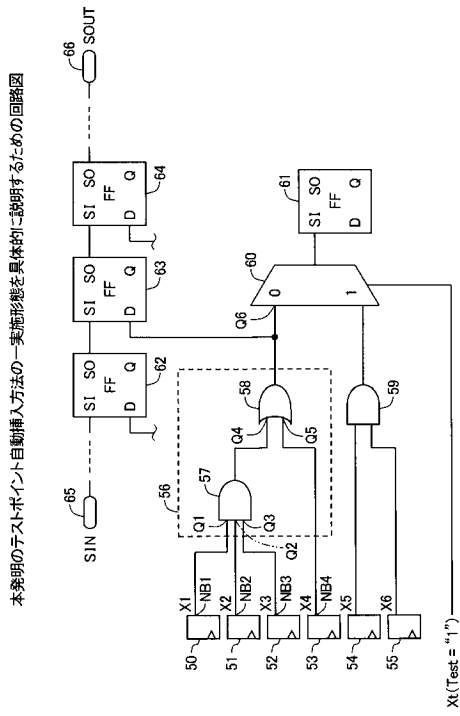 本発明のテストポイント自動挿入方法の一実施形態を具体的に説明するための回路図
SIN
65
SI SO
FF
D Q
62
SI SO
FF
D Q
63
SI SO
FF
D Q
64
66
SOUT
56
Q1
57
Q3
Q2
Q4
58
Q5
Q6
60
0
1
SI SO
FF
D Q
61
59
50
X1
NB1
51
X2
NB2
52
X3
NB3
53
X4
NB4
54
X5
55
X6
Xt(Test = "1")